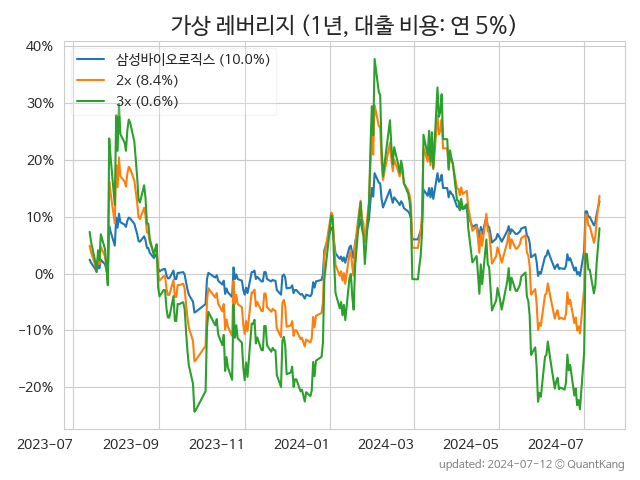 가상 레버리지 (1년, 대출 비용: 연 5%)
40%
30%
20%
10%
0%
−10%
−20%
삼성바이오로직스 (10.0%)
2x (8.4%)
3x (0.6%)
2023-07
2023-09
2023-11
2024-01
2024-03
2024-05
2024-07
updated: 2024-07-12 © QuantKang